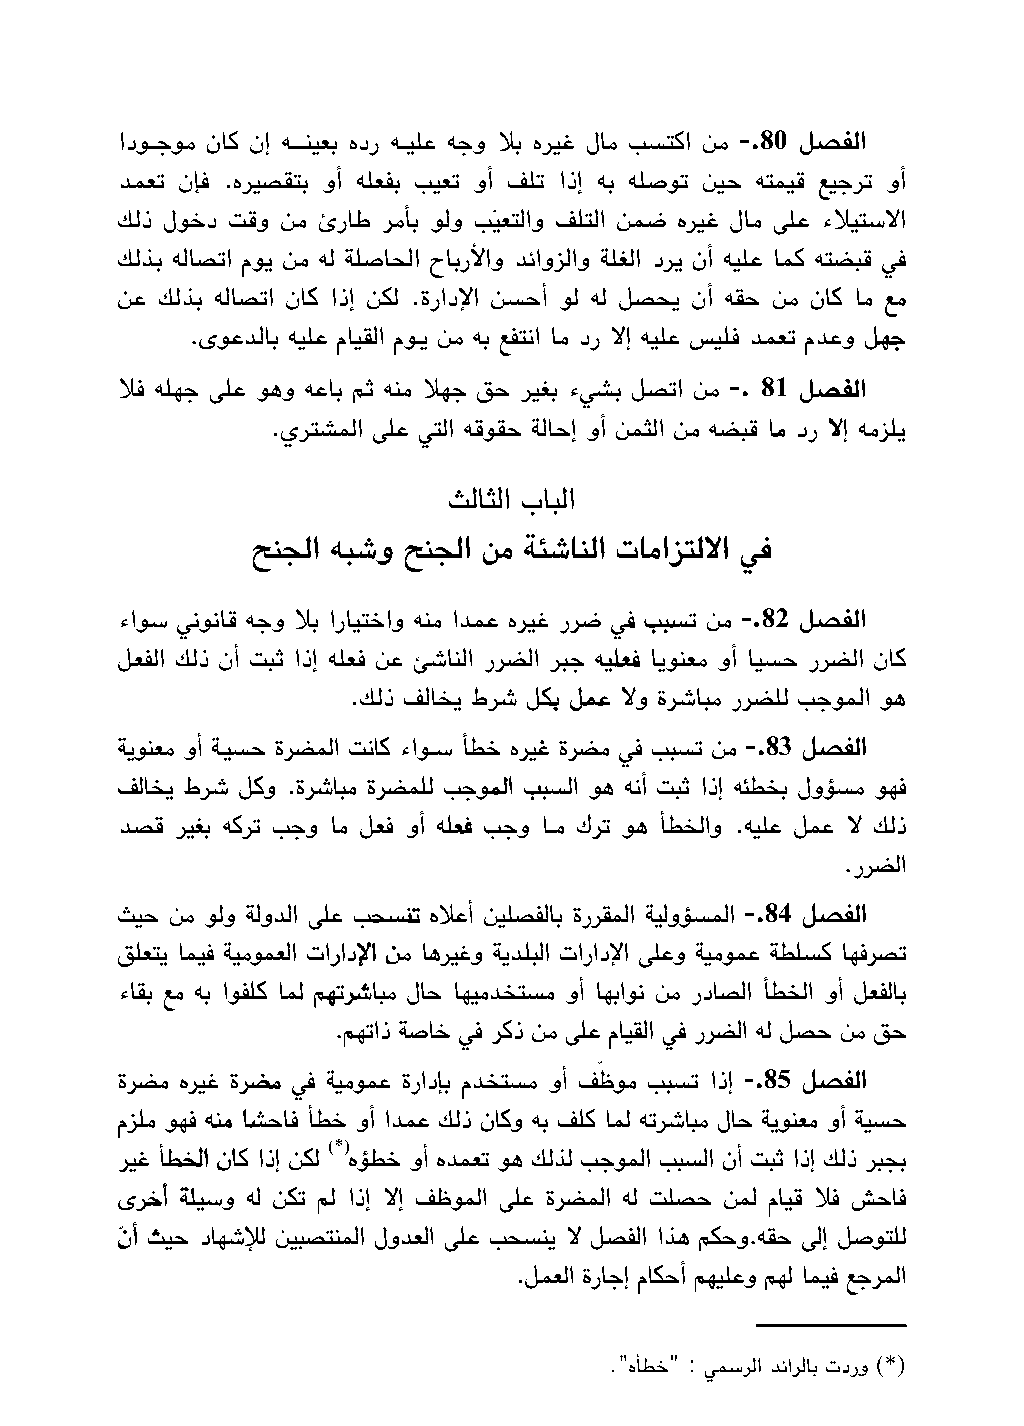 الفصل 80.- من اكتسب مال غيره بلا وجه عليه رده بعينه إن كان موجودا
أو ترجيع قيمته حين توصله به إذا تلف أو تعيب بفعله أو بتقصيره. فإن تعمد
الاستيلاء على مال غيره ضمن التلف والتعيّب ولو بأمر طارئ من وقت دخول ذلك
في قبضته كما عليه أن يرد الغلة والزوائد والأرباح الحاصلة له من يوم اتصاله بذلك
مع ما كان من حقه أن يحصل له لو أحسن الإدارة. لكن إذا كان اتصاله بذلك عن
جهل وعدم تعمد فليس عليه إلا رد ما انتفع به من يوم القيام عليه بالدعوى.
الفصل 81 .- من اتصل بشيء بغير حق جهلا منه ثم باعه وهو على جهله فلا
يلزمه إلا رد ما قبضه من الثمن أو إحالة حقوقه التي على المشتري.
الباب الثالث
في الالتزامات الناشئة من الجنح وشبه الجنح
الفصل 82.- من تسبب في ضرر غيره عمدا منه واختيارا بلا وجه قانوني سواء
كان الضرر حسيا أو معنويا فعليه جبر الضرر الناشئ عن فعله إذا ثبت أن ذلك الفعل
هو الموجب للضرر مباشرة ولا عمل بكل شرط يخالف ذلك.
الفصل 83.- من تسبب في مضرة غيره خطأ سواء كانت المضرة حسية أو معنوية
فهو مسؤول بخطئه إذا ثبت أنه هو السبب الموجب للمضرة مباشرة. وكل شرط يخالف
ذلك لا عمل عليه. والخطأ هو ترك ما وجب فعله أو فعل ما وجب تركه بغير قصد
الضرر.
الفصل 84.- المسؤولية المقررة بالفصلين أعلاه تنسحب على الدولة ولو من حيث
تصرفها كسلطة عمومية وعلى الإدارات البلدية وغيرها من الإدارات العمومية فيما يتعلق
بالفعل أو الخطأ الصادر من نوابها أو مستخدميها حال مباشرتهم لما كلفوا به مع بقاء
حق من حصل له الضرر في القيام على من ذكر في خاصة ذاتهم.
الفصل 85.- إذا تسبب موظّف أو مستخدم بإدارة عمومية في مضرة غيره مضرة
حسية أو معنوية حال مباشرته لما كلف به وكان ذلك عمدا أو خطأ فاحشا منه فهو ملزم
بجبر ذلك إذا ثبت أن السبب الموجب لذلك هو تعمده أو خطؤه(*) لكن إذا كان الخطأ غير
فاحش فلا قيام لمن حصلت له المضرة على الموظف إلا إذا لم تكن له وسيلة أخرى
للتوصل إلى حقه.وحكم هذا الفصل لا ينسحب على العدول المنتصبين للإشهاد حيث أنّ
المرجع فيما لهم وعليهم أحكام إجارة العمل.
(*) وردت بالرائد الرسمي : "خطأه".